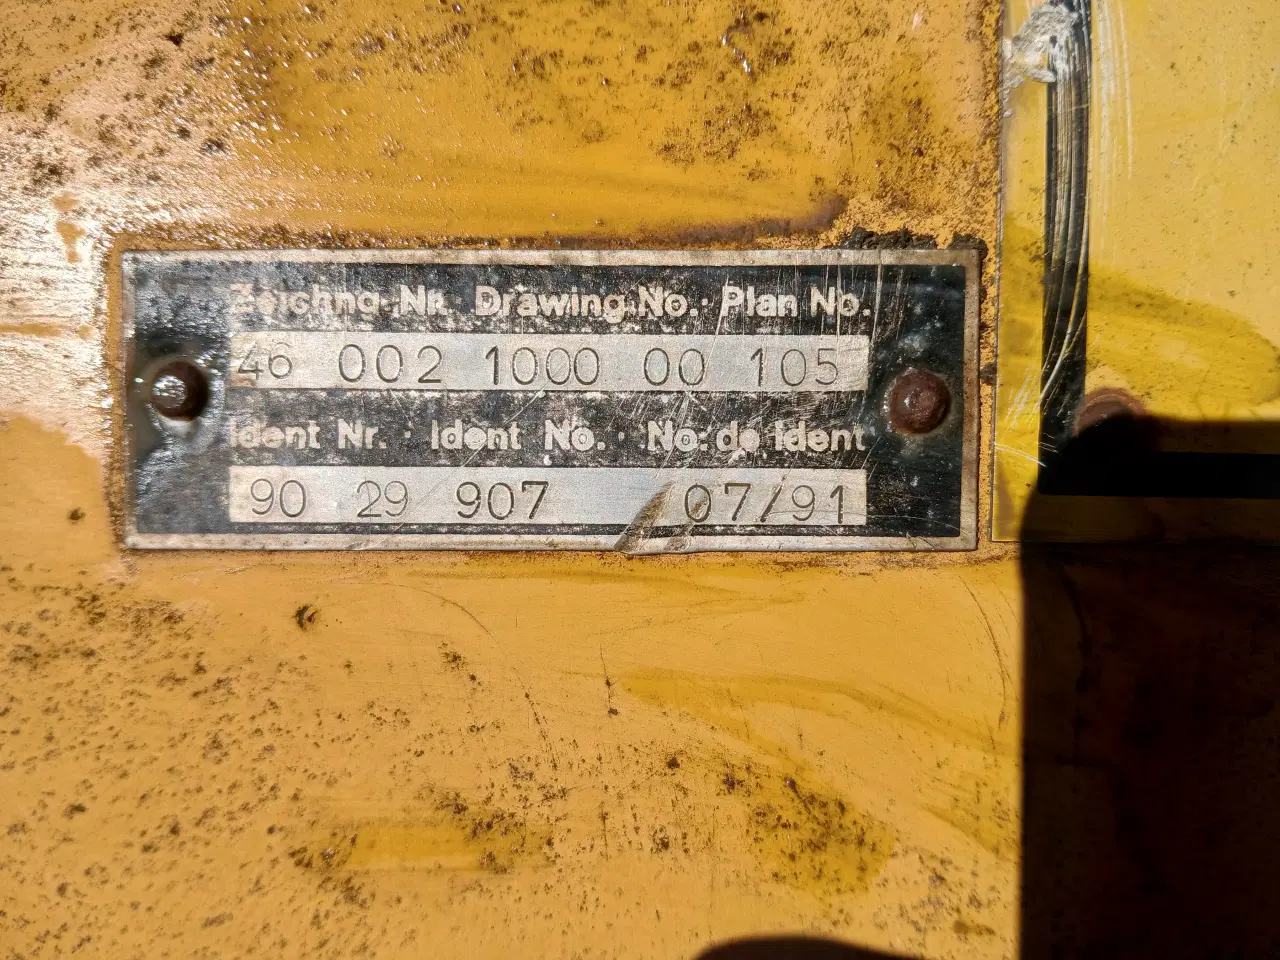 Zeichng-Nr. Drawing.No. · Plan No.
46 002 1000 00 105
Ident Nr. · Ident No. · No. de Ident
90 29 907 07/91